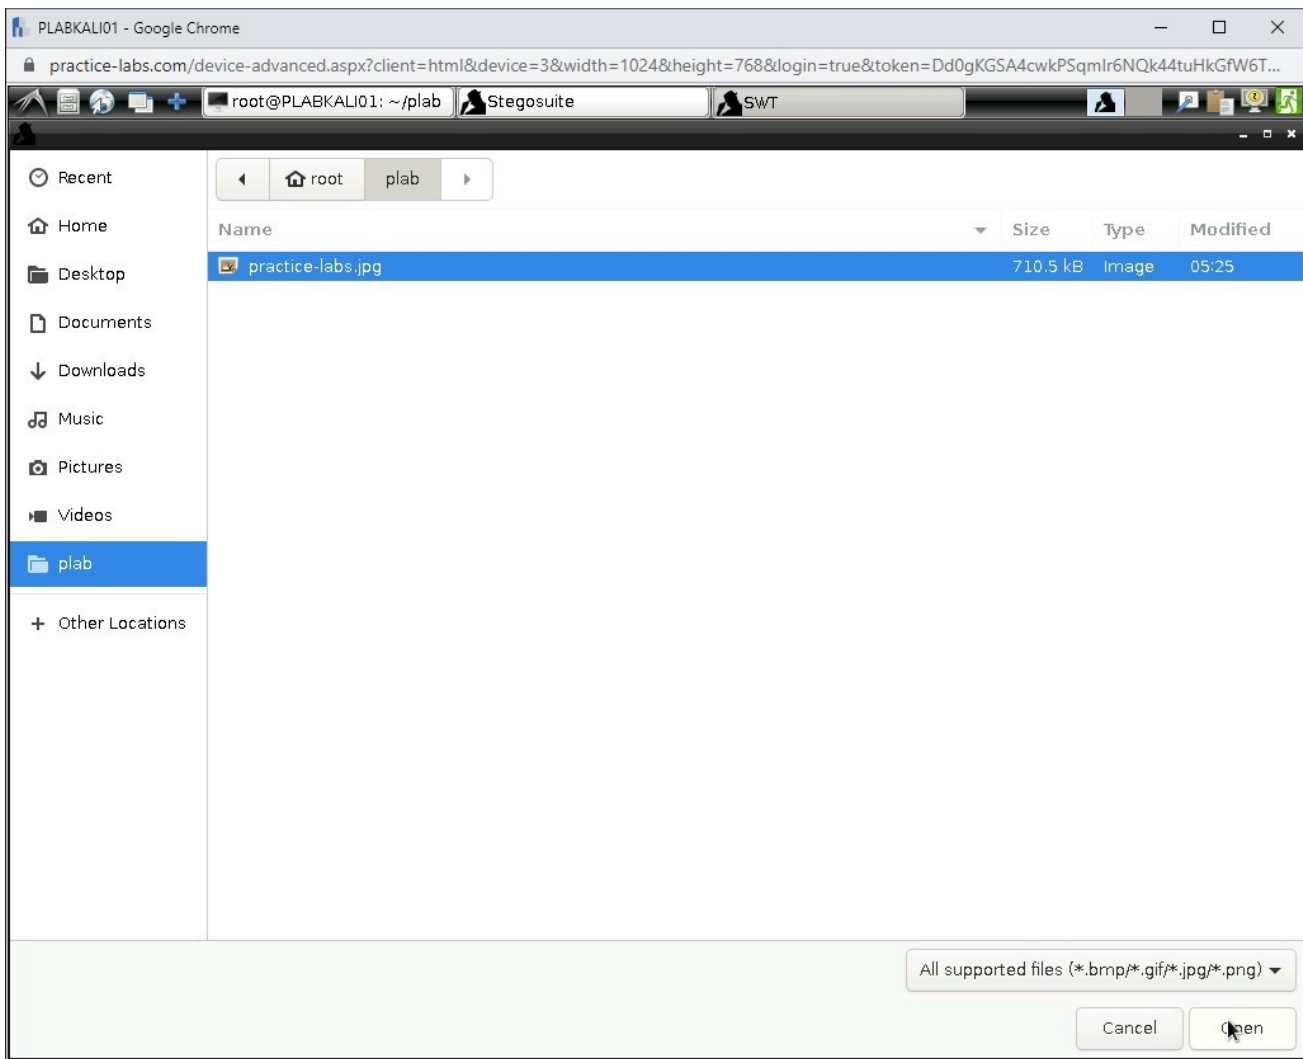 PLABKALI01 - Google Chrome
practice-labs.com/device-advanced.aspx?client=html&device=3&width=1024&height=768&login=true&token=Dd0gKGSA4cwkPSqmIr6NQk44tuHkGfW6T...
root@PLABKALI01: ~/plab Stegosuite SWT
Recent
Home
Desktop
Documents
Downloads
Music
Pictures
Videos
plab
Other Locations
root plab
Name Size Type Modified
practice-labs.jpg 710.5 kB Image 05:25
All supported files (*.bmp/*.gif/*.jpg/*.png)
Cancel Open